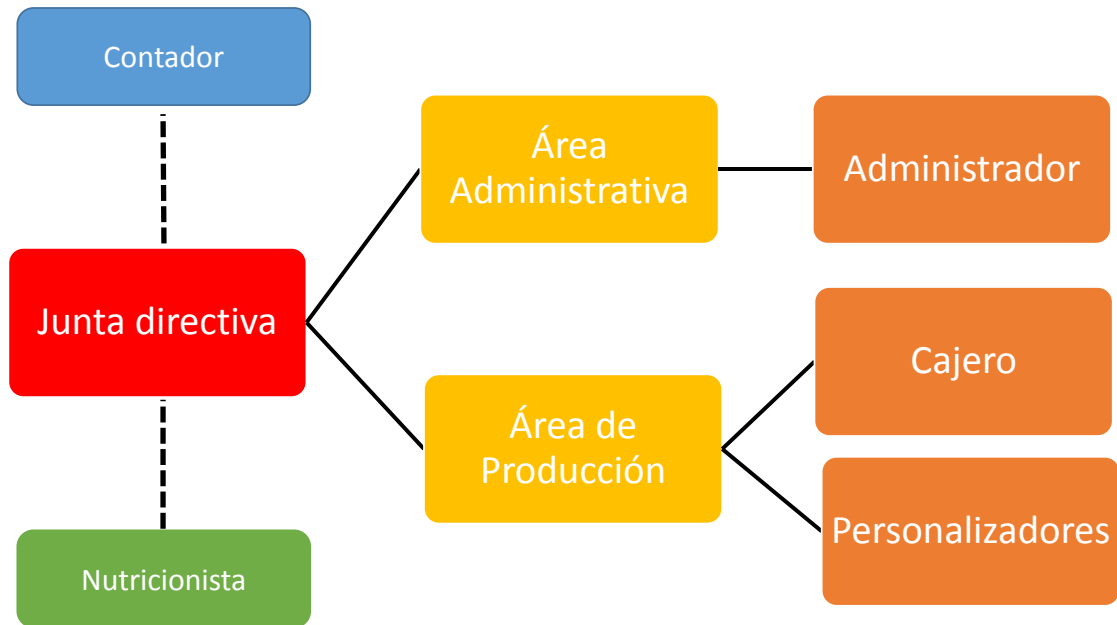 Contador
Área
Administrativa
Administrador
Junta directiva
Cajero
Área de
Producción
Personalizadores
Nutricionista